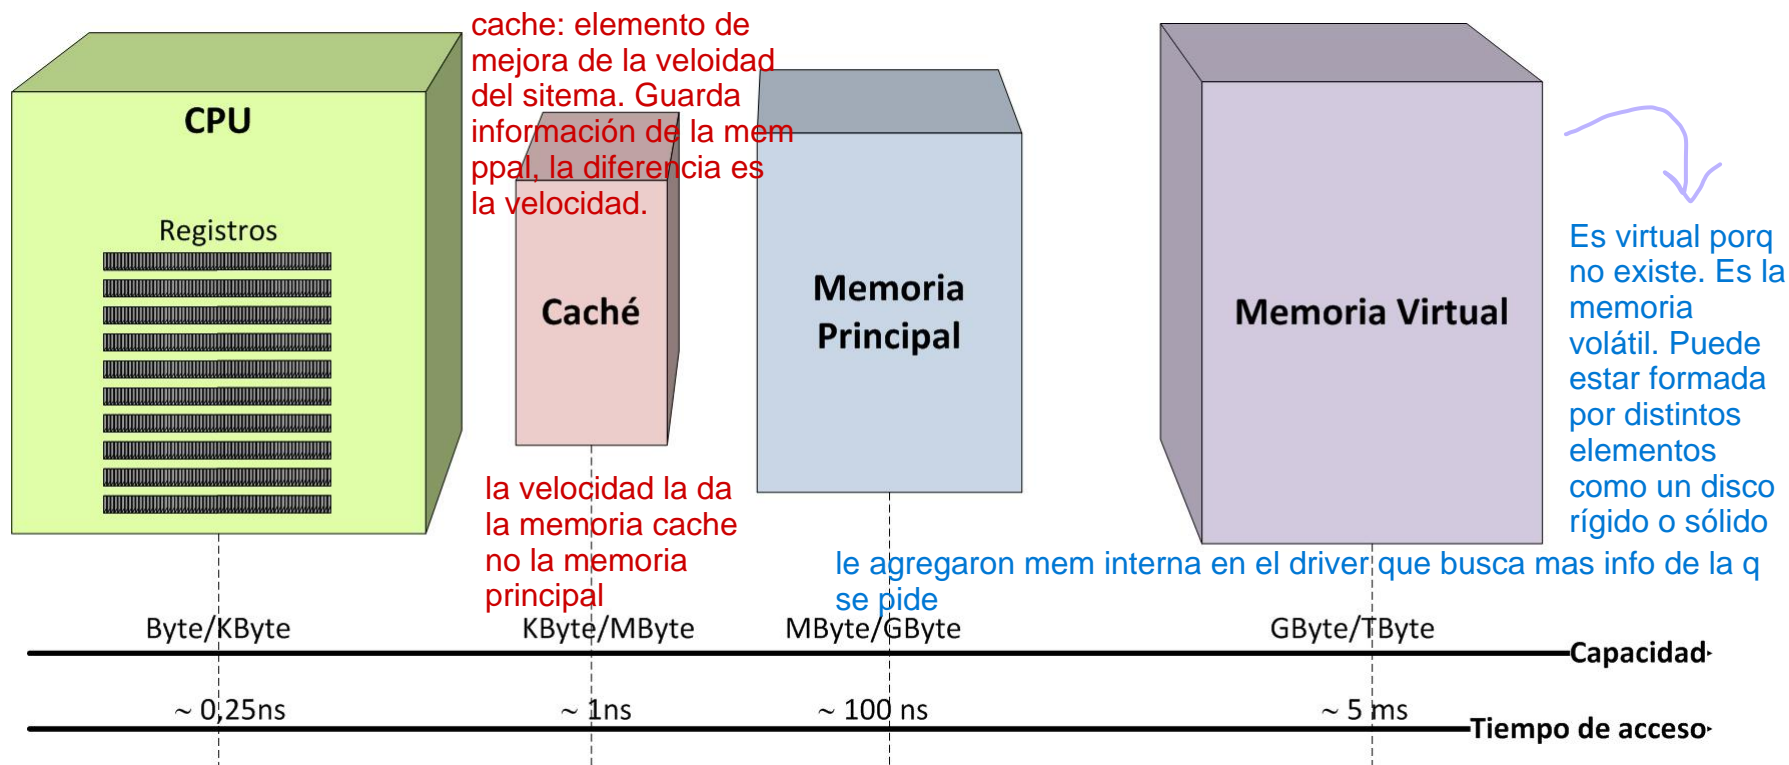 cache: elemento de
mejora de la veloidad
del sitema. Guarda
información de la mem
ppal, la diferencia es
la velocidad.
CPU
Registros
Caché
Memoria
Principal
Memoria Virtual
Es virtual porq
no existe. Es la
memoria
volátil. Puede
estar formada
por distintos
elementos
como un disco
rígido o sólido
la velocidad la da
la memoria cache
no la memoria
principal
le agregaron mem interna en el driver que busca mas info de la q
se pide
Byte/KByte
KByte/MByte
MByte/GByte
GByte/TByte
Capacidad
~ 0,25ns
~ 1ns
~ 100 ns
~ 5 ms
Tiempo de acceso